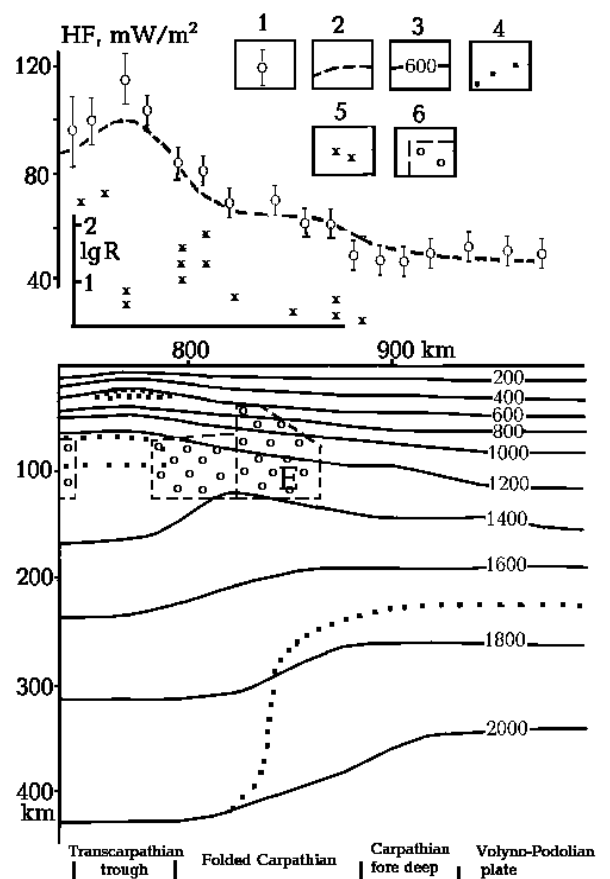 HF, mW/m²
1 2 3 4
120
600
5 6
80
2
lgR
1
40
800 900 km
200
400
600
800
1000
100
E
1200
1400
1600
200
1800
300
2000
400
km
Transcarpathian trough
Folded Carpathian
Carpathian fore deep
Volyno-Podolian plate